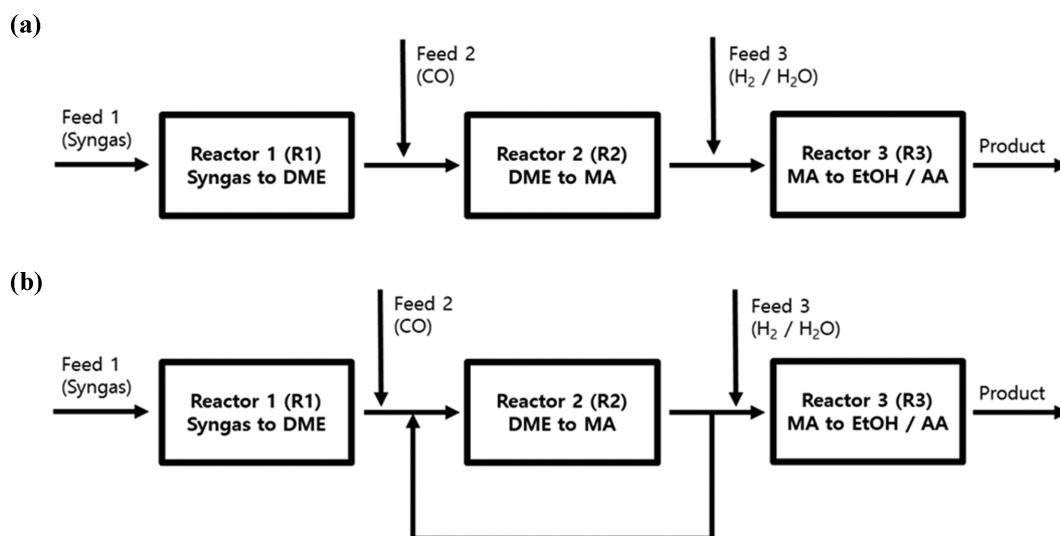 (a)
Feed 1
(Syngas)
Reactor 1 (R1)
Syngas to DME
Feed 2
(CO)
Reactor 2 (R2)
DME to MA
Feed 3
(H₂ / H₂O)
Reactor 3 (R3)
MA to EtOH / AA
Product
(b)
Feed 1
(Syngas)
Reactor 1 (R1)
Syngas to DME
Feed 2
(CO)
Reactor 2 (R2)
DME to MA
Feed 3
(H₂ / H₂O)
Reactor 3 (R3)
MA to EtOH / AA
Product